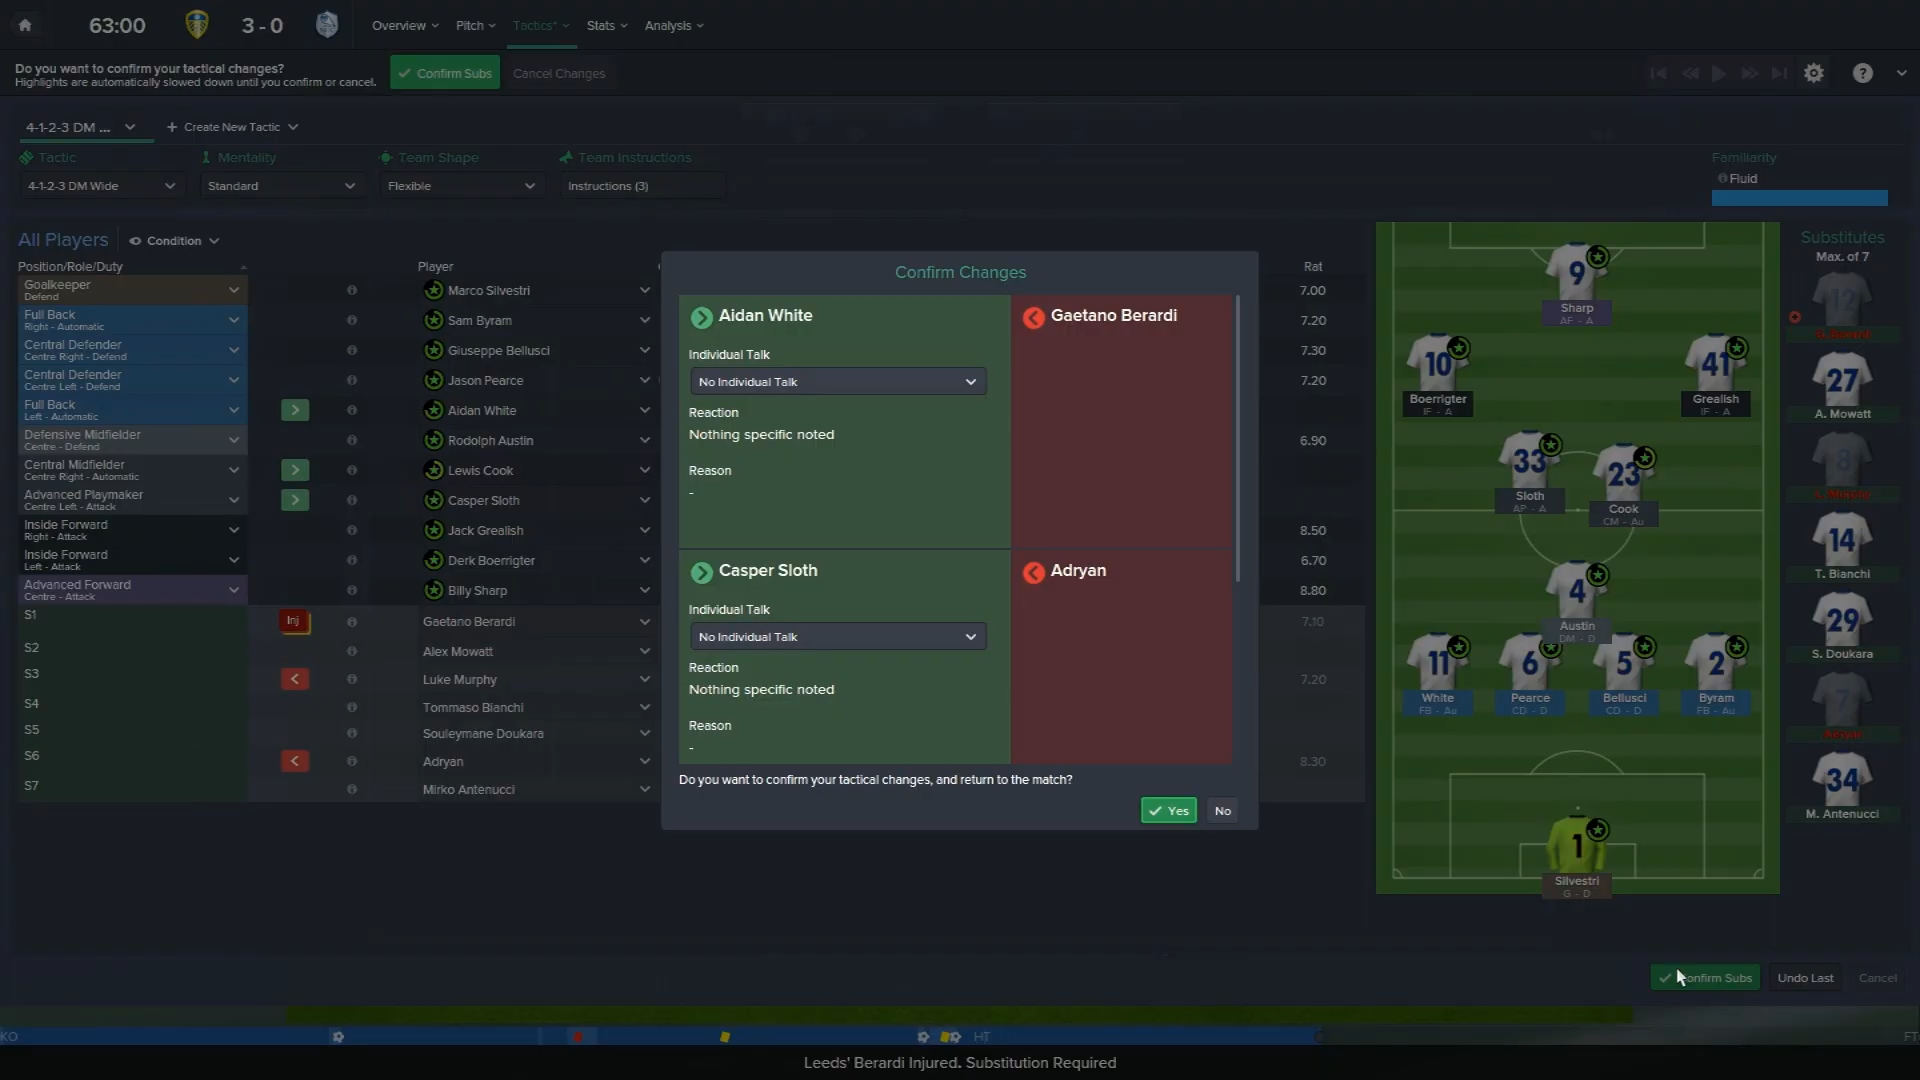 63:00
3 - 0
Overview
Pitch
Tactics*
Stats
Analysis
Do you want to confirm your tactical changes?
Highlights are automatically slowed down until you confirm or cancel.
Confirm Subs
Cancel Changes
4-1-2-3 DM ...
Create New Tactic
Tactic
Mentality
Team Shape
Team Instructions
Familiarity
4-1-2-3 DM Wide
Standard
Flexible
Instructions (3)
Fluid
All Players
Condition
Position/Role/Duty
Player
Rat
Goalkeeper
Defend
Marco Silvestri
7.00
Full Back
Right - Automatic
Sam Byram
7.20
Central Defender
Centre Right - Defend
Giuseppe Bellusci
7.30
Central Defender
Centre Left - Defend
Jason Pearce
7.20
Full Back
Left - Automatic
Aidan White
Defensive Midfielder
Centre - Defend
Rodolph Austin
6.90
Central Midfielder
Centre Right - Automatic
Lewis Cook
Advanced Playmaker
Centre Left - Attack
Casper Sloth
Inside Forward
Right - Attack
Jack Grealish
8.50
Inside Forward
Left - Attack
Derk Boerrigter
6.70
Advanced Forward
Centre - Attack
Billy Sharp
8.80
S1
Inj
Gaetano Berardi
7.10
S2
Alex Mowatt
S3
Luke Murphy
7.20
S4
Tommaso Bianchi
S5
Souleymane Doukara
S6
Adryan
8.30
S7
Mirko Antenucci
Confirm Changes
Aidan White
Gaetano Berardi
Individual Talk
No Individual Talk
Reaction
Nothing specific noted
Reason
-
Casper Sloth
Adryan
Individual Talk
No Individual Talk
Reaction
Nothing specific noted
Reason
-
Do you want to confirm your tactical changes, and return to the match?
Yes
No
9
Sharp
AF - A
10
Boerrigter
IF - A
41
Grealish
IF - A
33
Sloth
AP - A
23
Cook
CM - Au
4
Austin
DM - D
11
White
FB - Au
6
Pearce
CD - D
5
Bellusci
CD - D
2
Byram
FB - Au
1
Silvestri
G - D
Substitutes
Max. of 7
12
27
A. Mowatt
8
14
T. Bianchi
29
S. Doukara
7
34
M. Antenucci
onfirm Subs
Undo Last
Cancel
KO
HT
FT
Leeds' Berardi Injured. Substitution Required